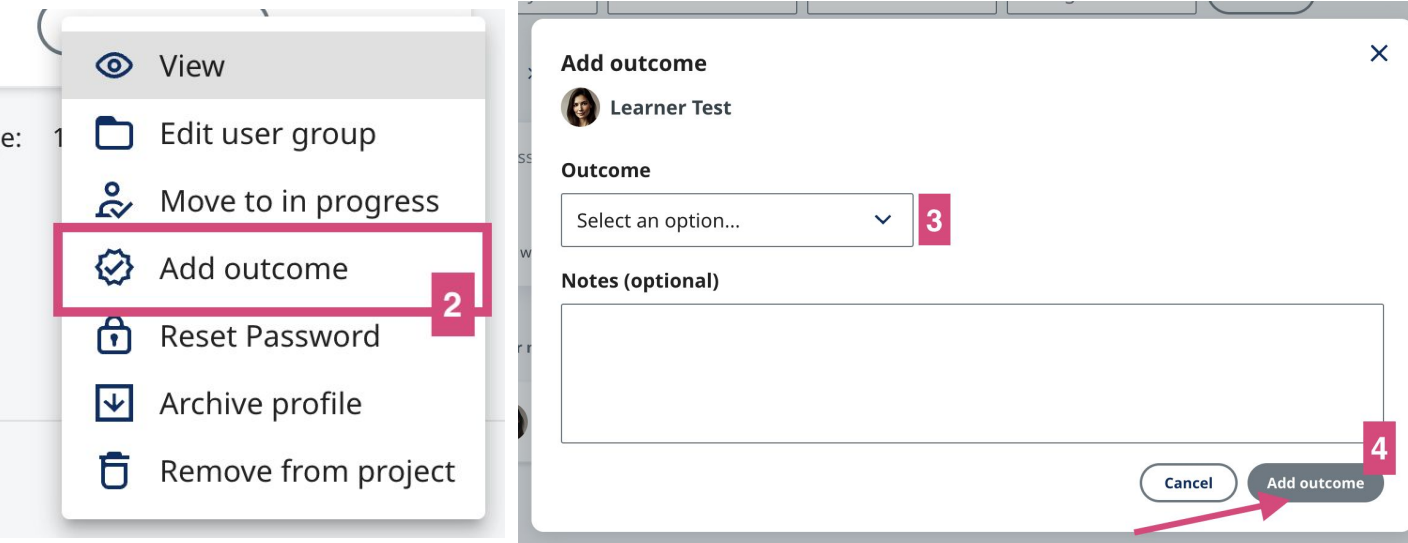 e: 1
View
Edit user group
Move to in progress
Add outcome
2
Reset Password
Archive profile
Remove from project
Add outcome
Learner Test
Outcome
Select an option...
3
Notes (optional)
4
Cancel
Add outcome